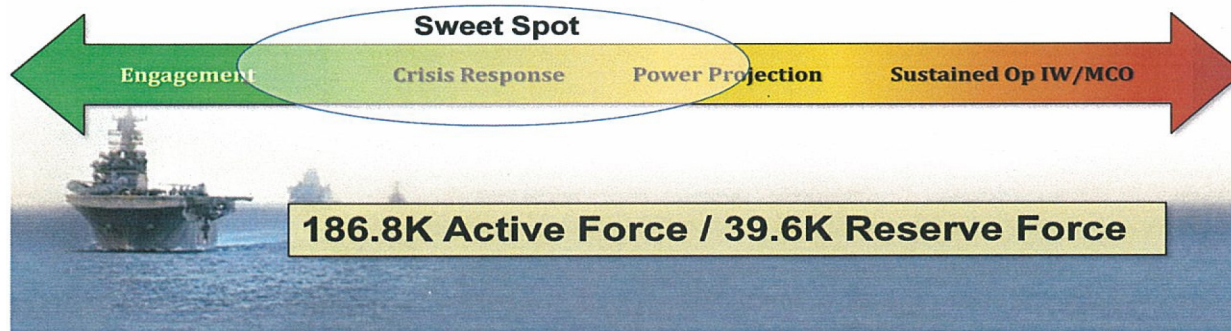 Sweet Spot
Engagement Crisis Response Power Projection Sustained Op IW/MCO
186.8K Active Force / 39.6K Reserve Force